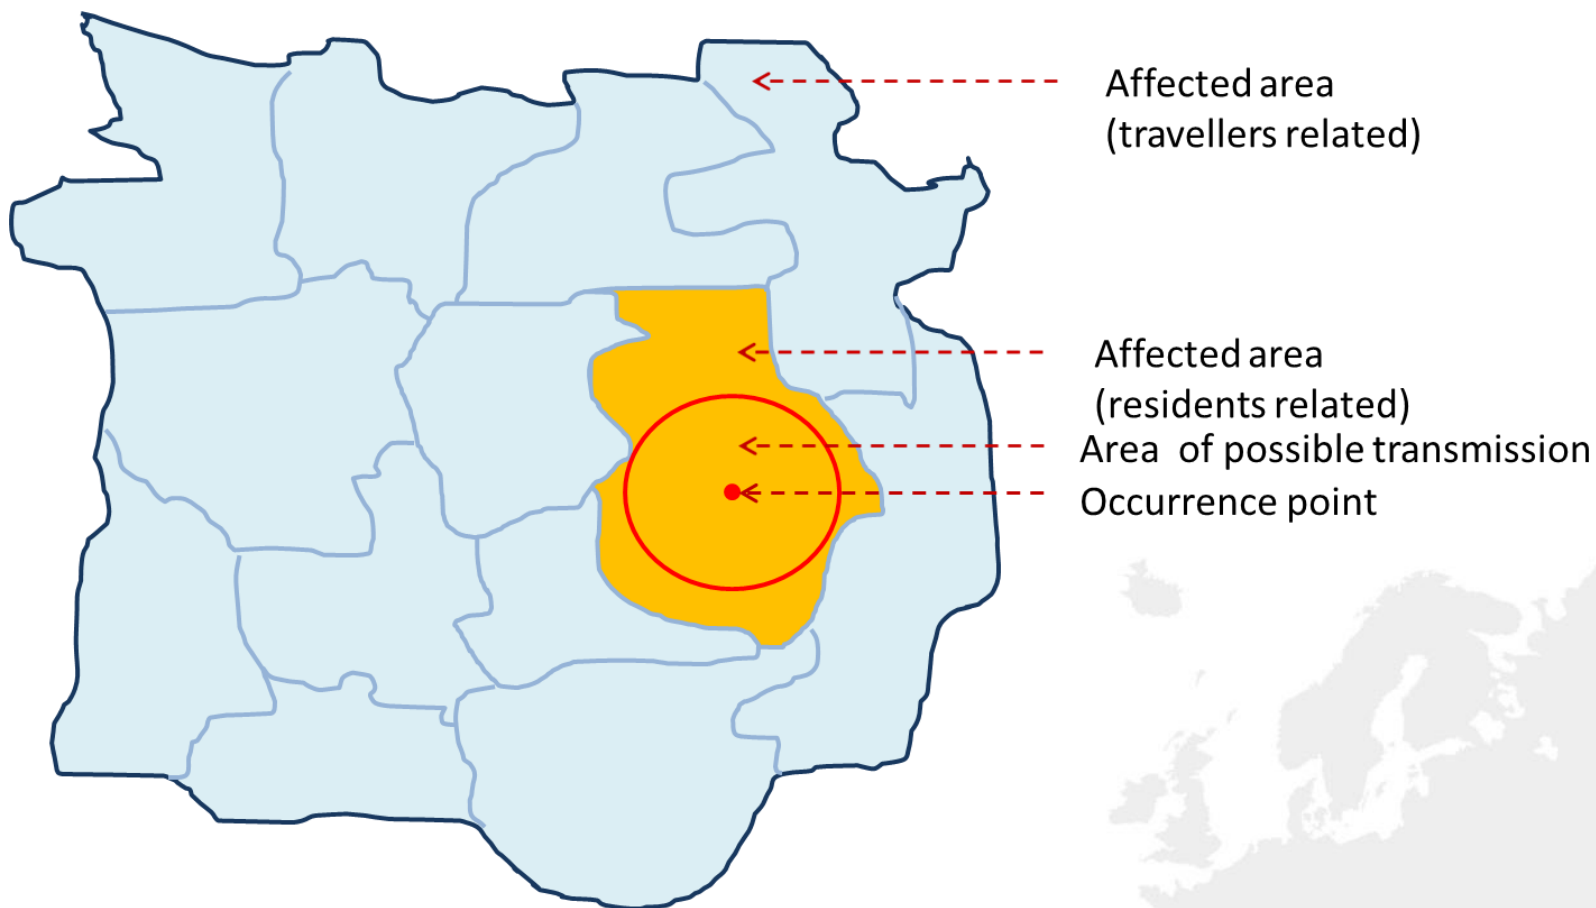 Affected area
(travellers related)
Affected area
(residents related)
Area of possible transmission
Occurrence point